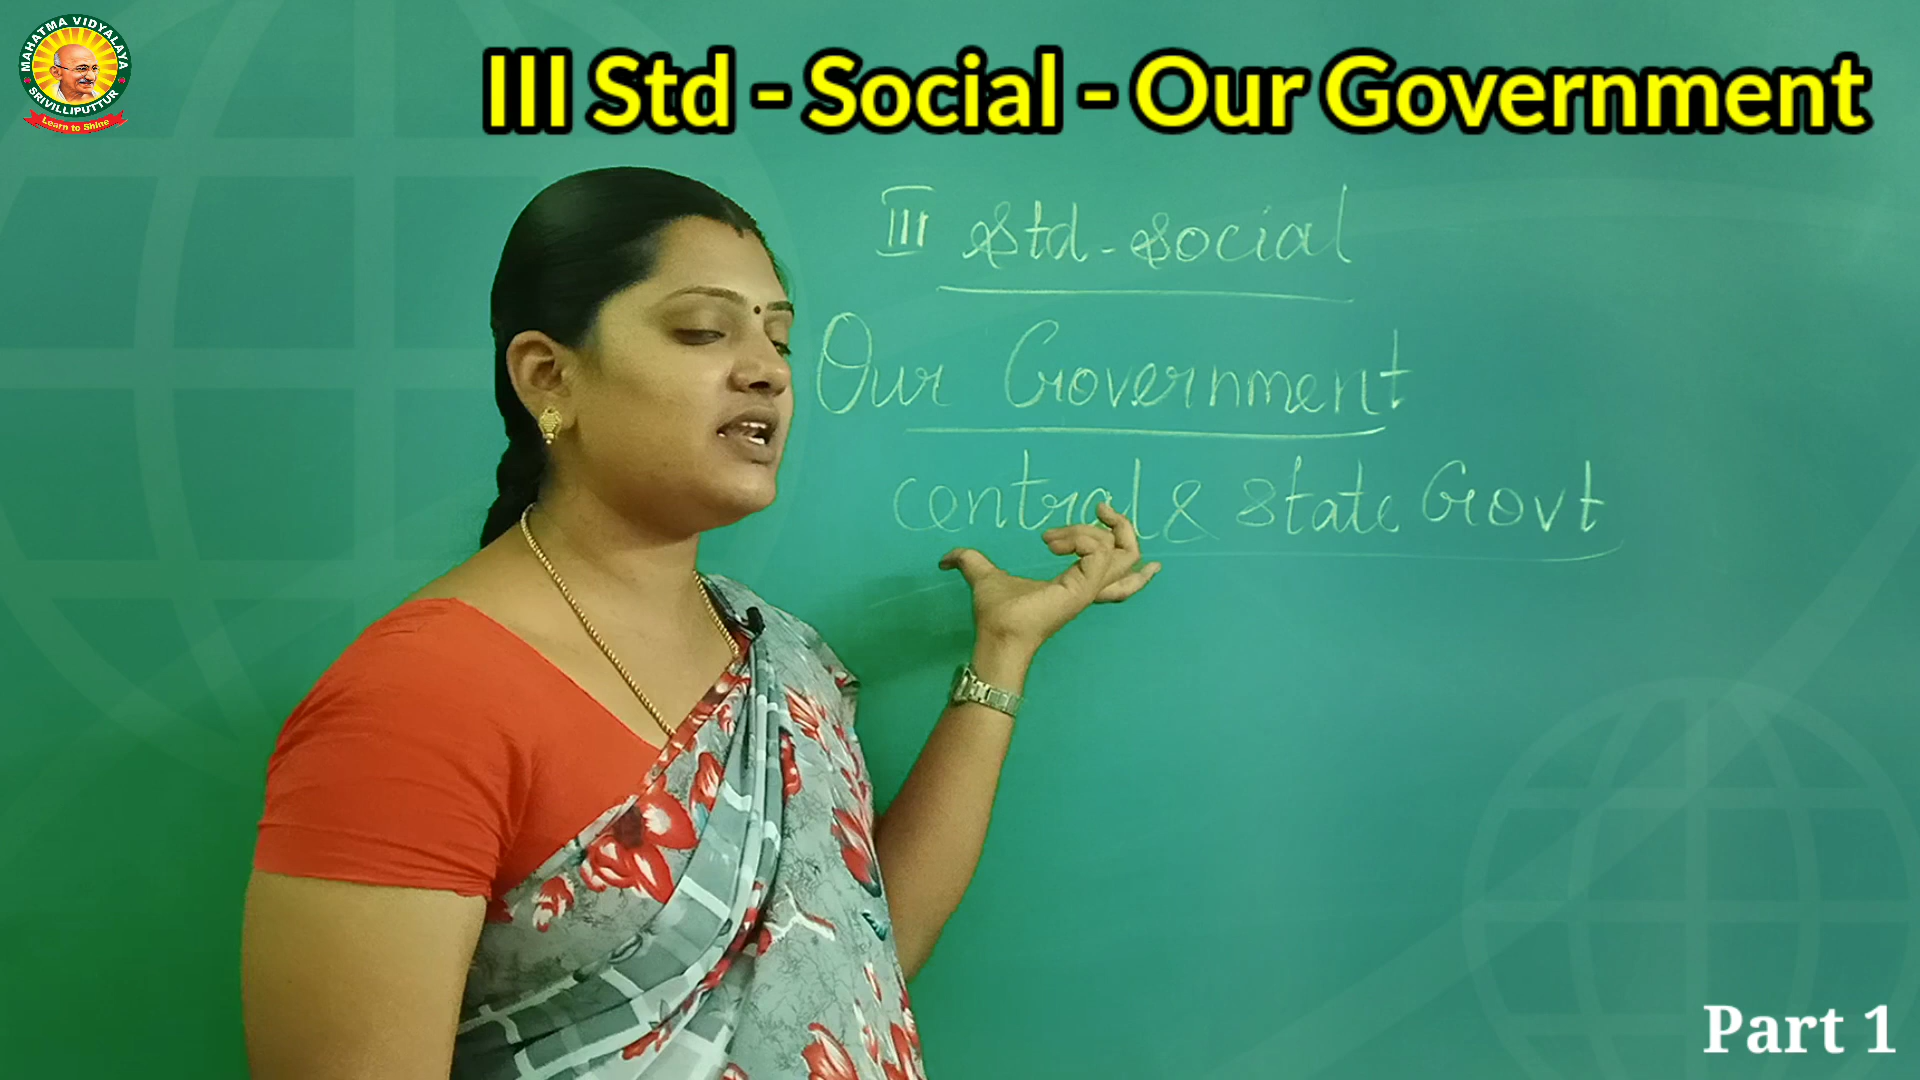 MAHATMA VIDYALAYA
SRIVILLIPUTTUR
Learn to Shine
III Std - Social - Our Government
III Std - Social
Our Government
central & state Govt
Part 1